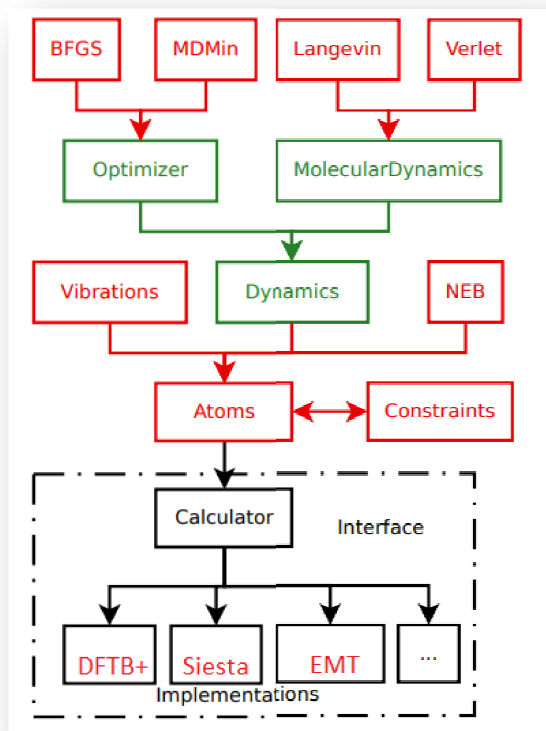 BFGS MDMin Langevin Verlet
Optimizer MolecularDynamics
Vibrations Dynamics NEB
Atoms Constraints
Calculator
Interface
DFTB+ Siesta EMT ...
Implementations